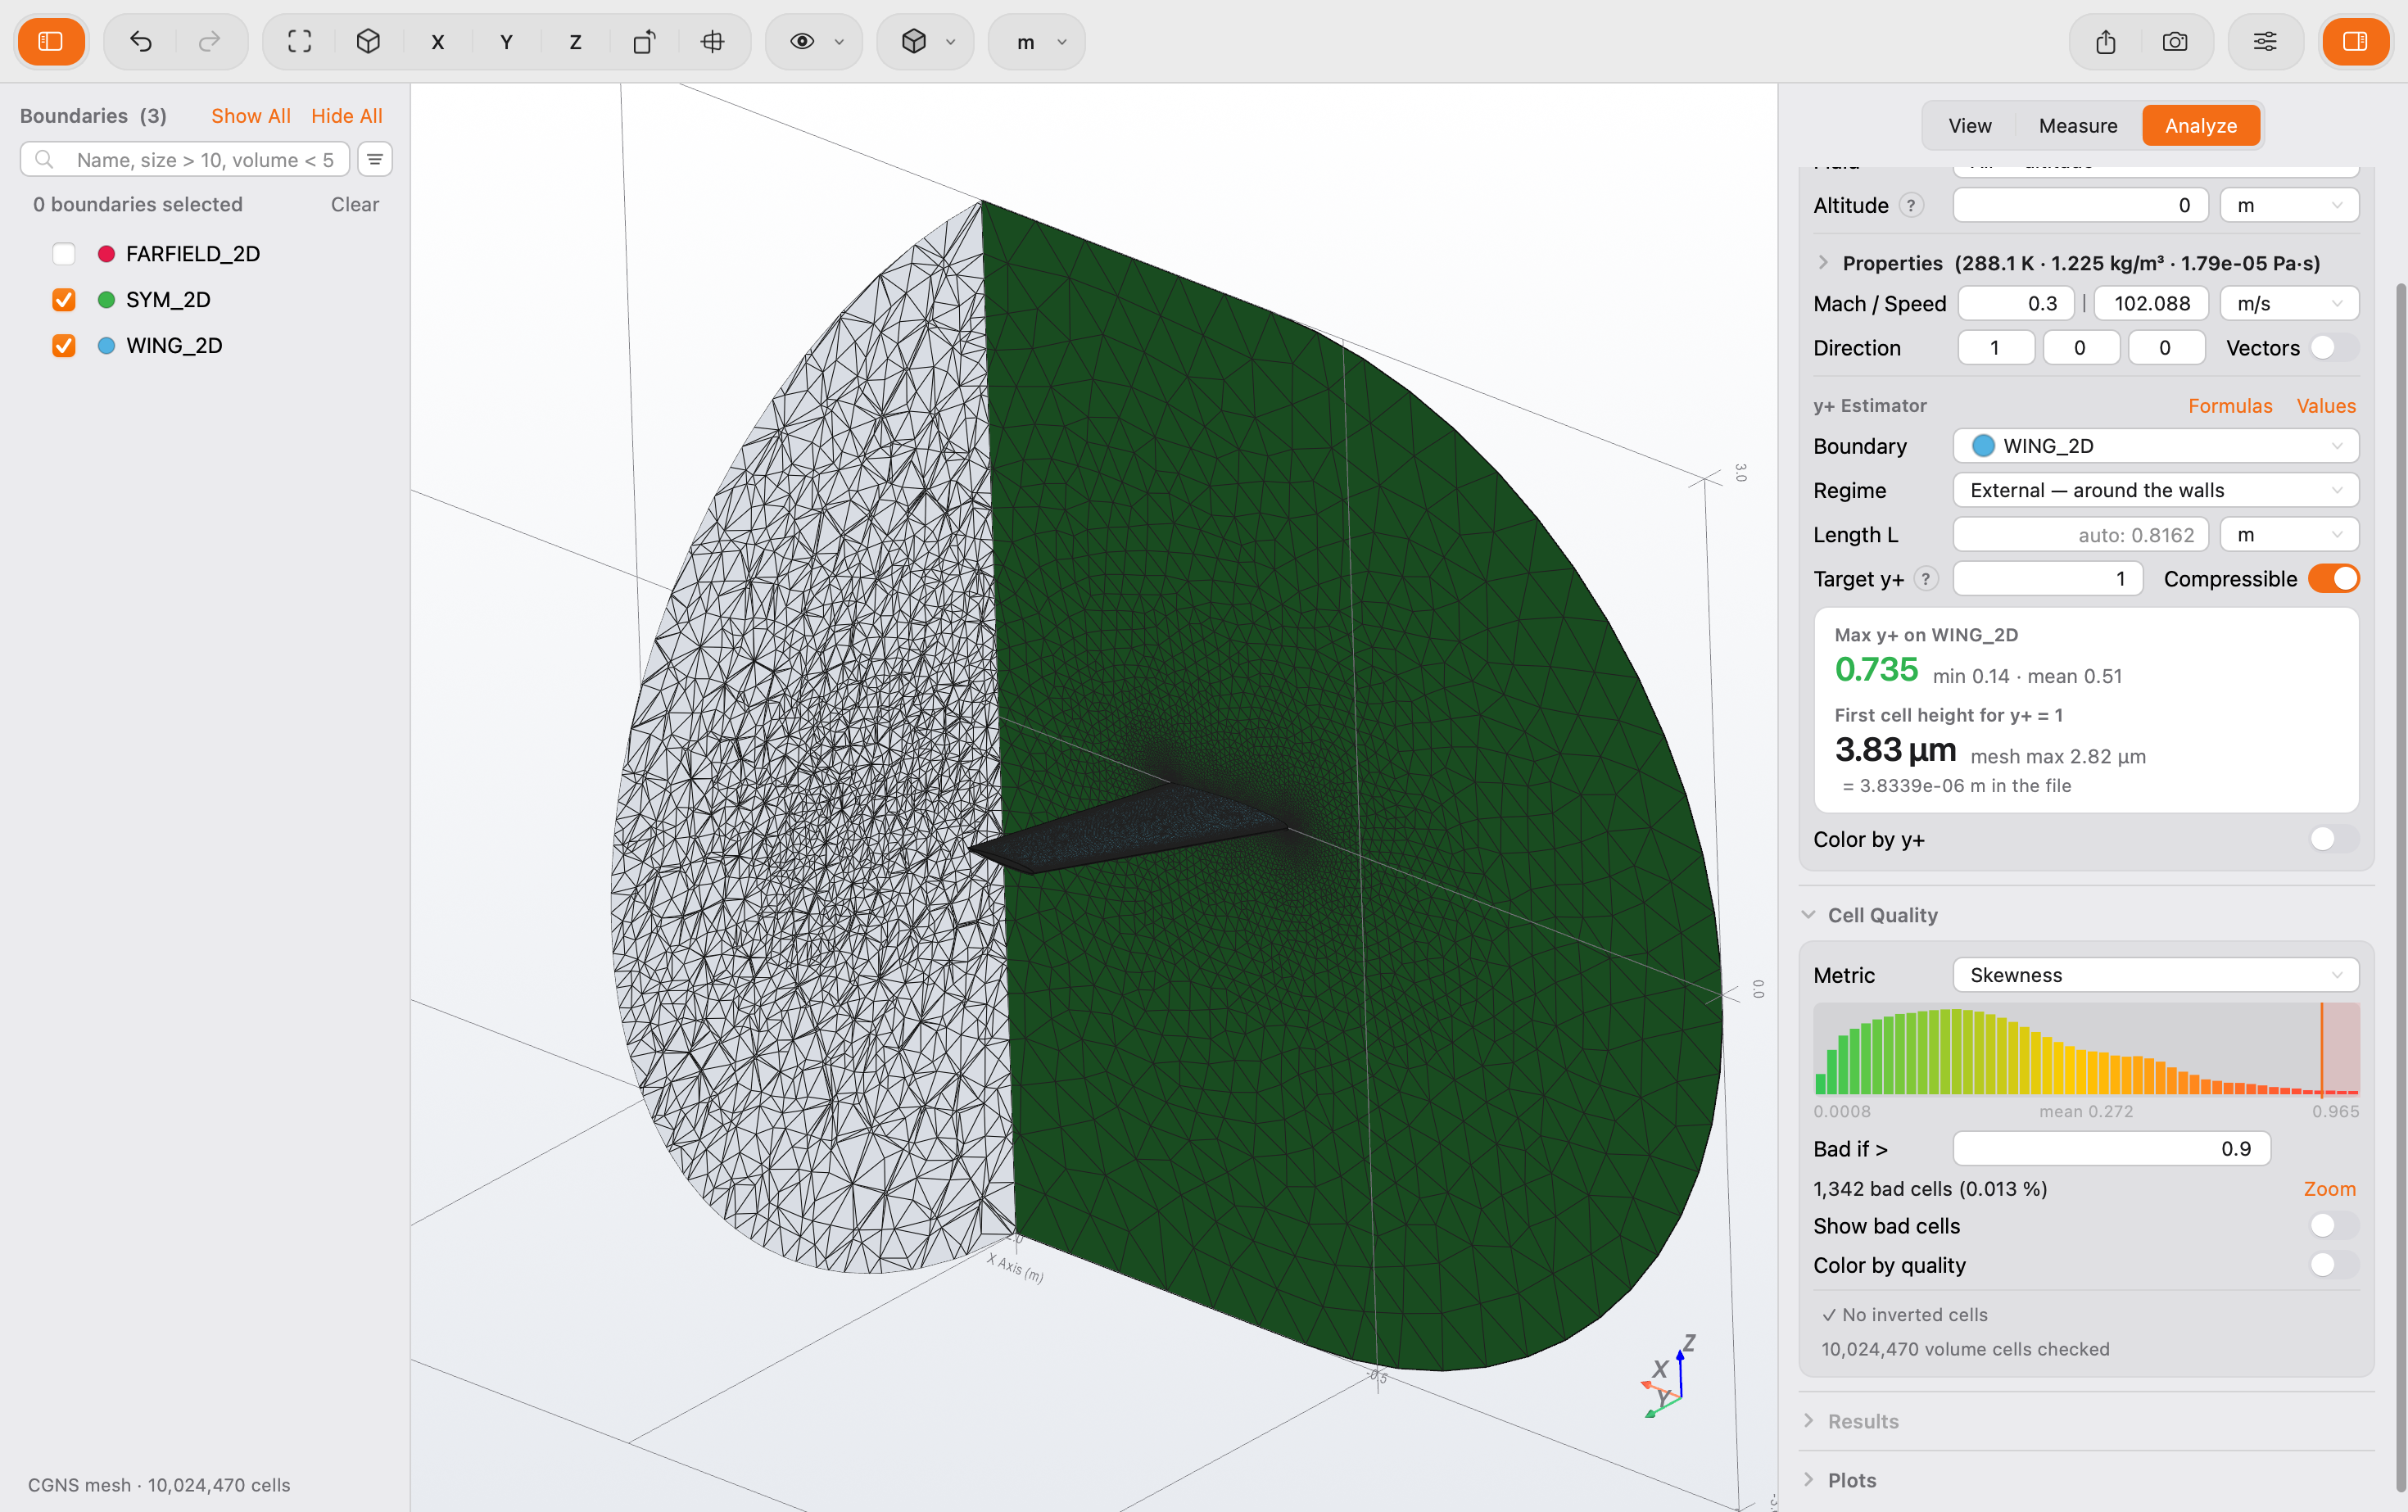 X Y Z m
Boundaries (3) Show All Hide All
Name, size > 10, volume < 5
0 boundaries selected Clear
FARFIELD_2D
SYM_2D
WING_2D
CGNS mesh · 10,024,470 cells
3.0
0.0
X Axis (m)
-0.5
Z
X
Y
View Measure Analyze
Altitude ? 0 m
Properties (288.1 K · 1.225 kg/m³ · 1.79e-05 Pa·s)
Mach / Speed 0.3 | 102.088 m/s
Direction 1 0 0 Vectors
y+ Estimator Formulas Values
Boundary WING_2D
Regime External — around the walls
Length L auto: 0.8162 m
Target y+ ? 1 Compressible
Max y+ on WING_2D
0.735 min 0.14 · mean 0.51
First cell height for y+ = 1
3.83 µm mesh max 2.82 µm
= 3.8339e-06 m in the file
Color by y+
Cell Quality
Metric Skewness
0.0008 mean 0.272 0.965
Bad if > 0.9
1,342 bad cells (0.013 %) Zoom
Show bad cells
Color by quality
✓ No inverted cells
10,024,470 volume cells checked
Results
Plots